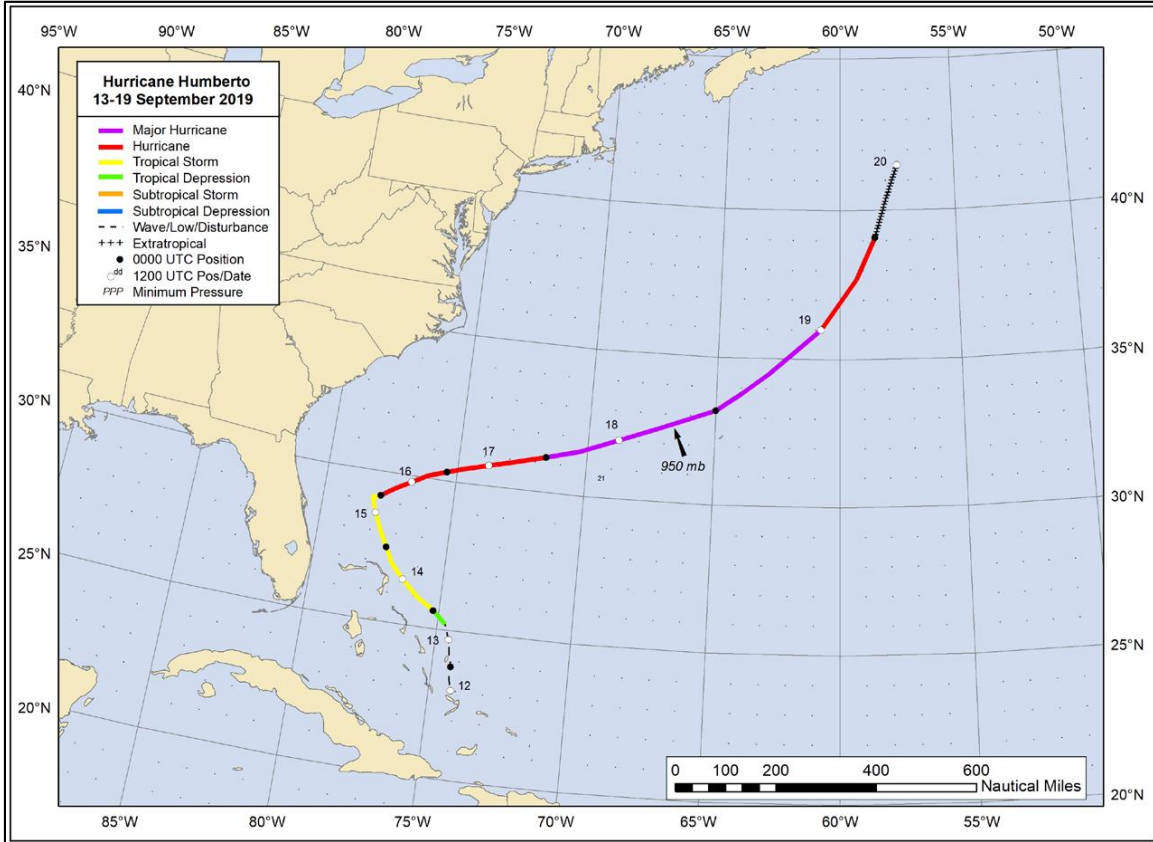 95°W 90°W 85°W 80°W 75°W 70°W 65°W 60°W 55°W 50°W
Hurricane Humberto
13-19 September 2019
Major Hurricane
Hurricane
Tropical Storm
Tropical Depression
Subtropical Storm
Subtropical Depression
Wave/Low/Disturbance
+++ Extratropical
0000 UTC Position
dd 1200 UTC Pos/Date
PPP Minimum Pressure
40°N
35°N
30°N
25°N
20°N
40°N
35°N
30°N
25°N
20°N
20
19
18
17
950 mb
16
21
15
14
13
12
0 100 200 400 600
Nautical Miles
85°W 80°W 75°W 70°W 65°W 60°W 55°W